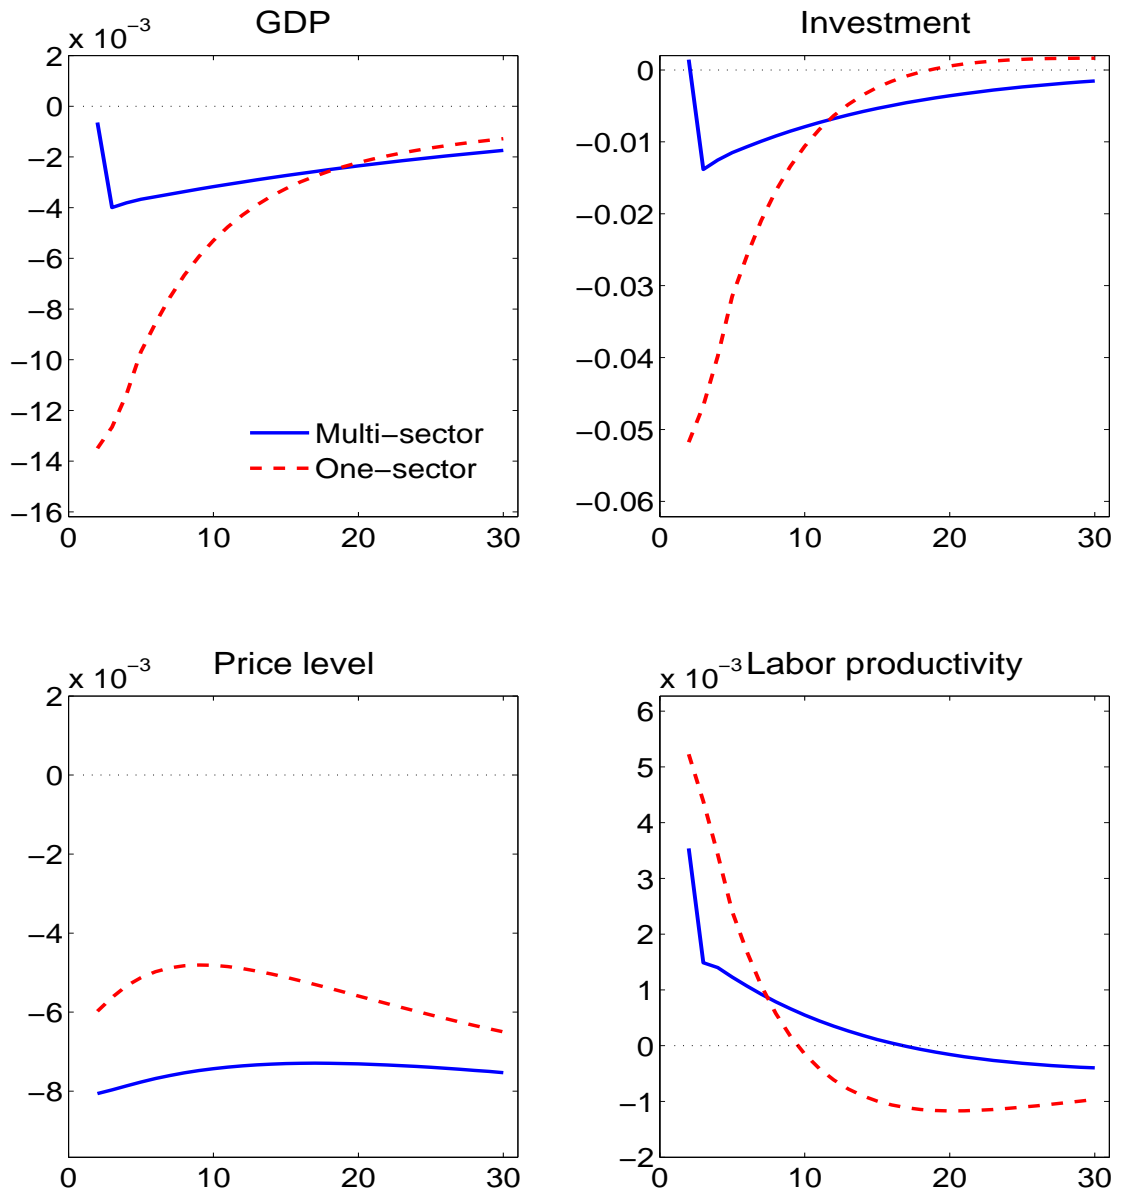 GDP
x 10⁻³
2
0
−2
−4
−6
−8
−10
−12
−14
−16
0 10 20 30
Multi−sector
One−sector
Investment
0
−0.01
−0.02
−0.03
−0.04
−0.05
−0.06
0 10 20 30
Price level
x 10⁻³
2
0
−2
−4
−6
−8
0 10 20 30
Labor productivity
x 10⁻³
6
5
4
3
2
1
0
−1
−2
0 10 20 30